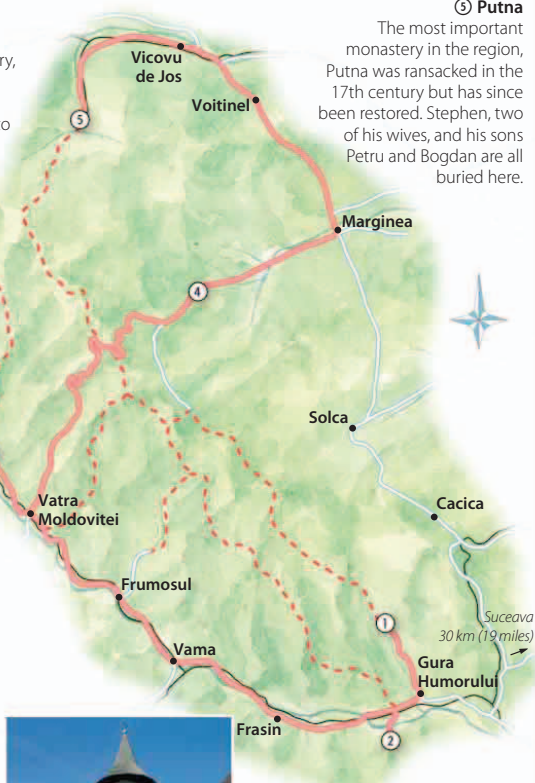 ⑤ Putna
The most important
monastery in the region,
Putna was ransacked in the
17th century but has since
been restored. Stephen, two
of his wives, and his sons
Petru and Bogdan are all
buried here.
ry,
o
Vicovu
de Jos
Voitinel
5
Marginea
4
Solca
Cacica
Vatra
Moldovitei
Frumosul
1
Suceava
30 km (19 miles)
Vama
Gura
Humorului
Frasin
2